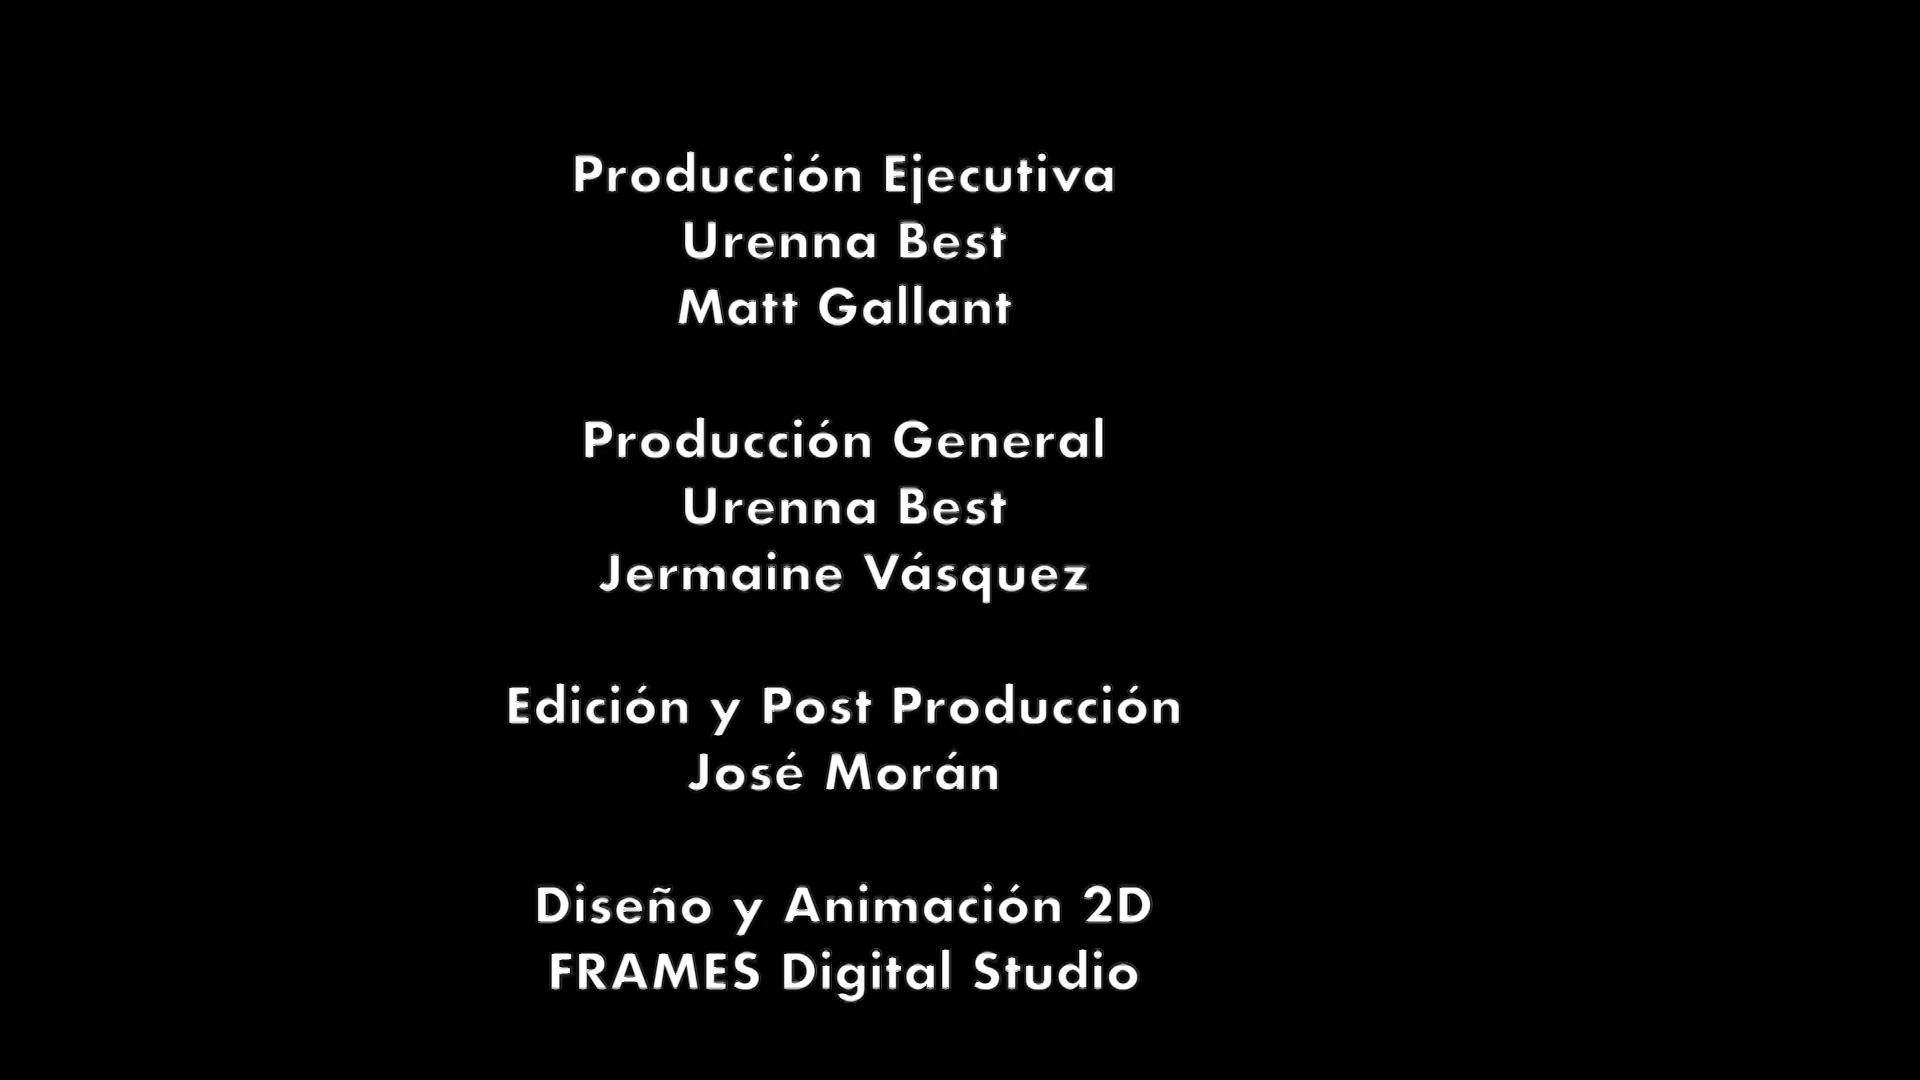 Producción Ejecutiva
Urenna Best
Matt Gallant
Producción General
Urenna Best
Jermaine Vásquez
Edición y Post Producción
José Morán
Diseño y Animación 2D
FRAMES Digital Studio